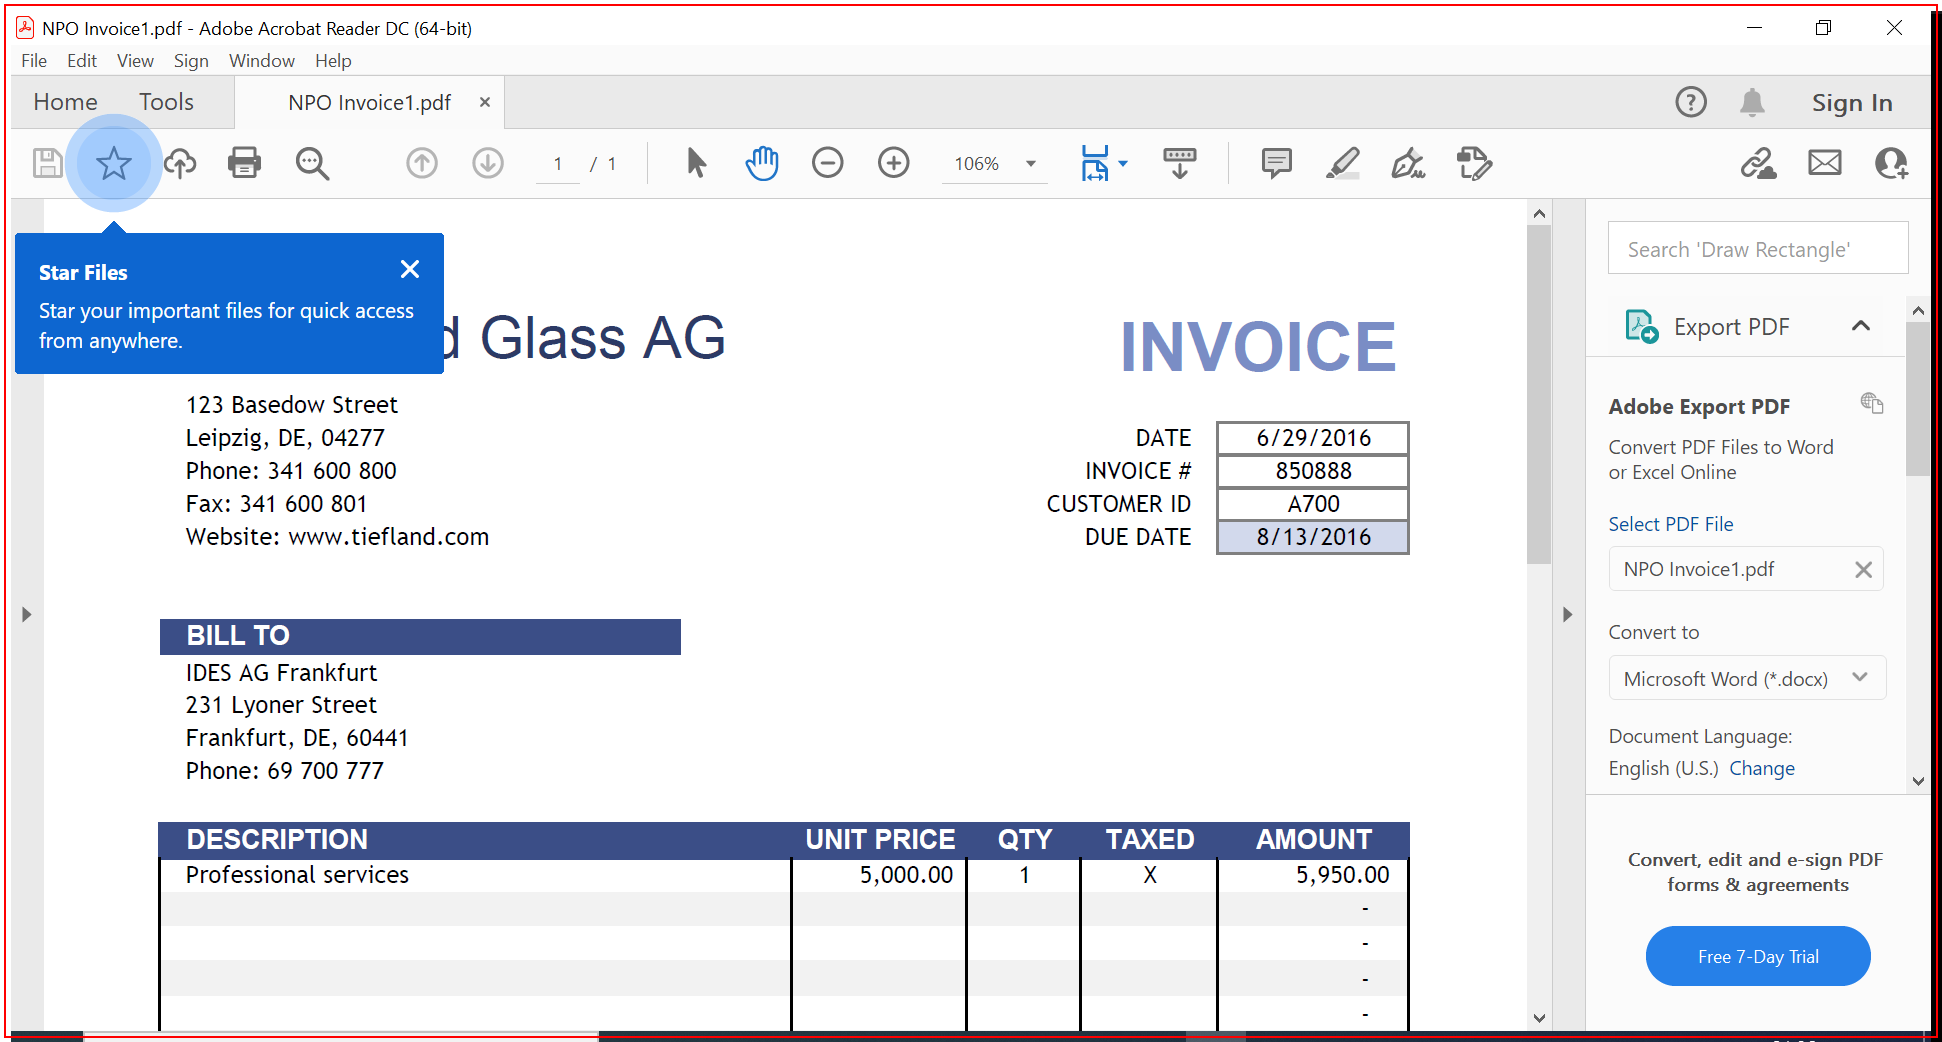 NPO Invoice1.pdf - Adobe Acrobat Reader DC (64-bit)
File Edit View Sign Window Help
Home Tools NPO Invoice1.pdf × ? Sign In
1 / 1 106%
Star Files
Star your important files for quick access
from anywhere.
Glass AG
INVOICE
123 Basedow Street
Leipzig, DE, 04277
Phone: 341 600 800
Fax: 341 600 801
Website: www.tiefland.com
DATE 6/29/2016
INVOICE # 850888
CUSTOMER ID A700
DUE DATE 8/13/2016
BILL TO
IDES AG Frankfurt
231 Lyoner Street
Frankfurt, DE, 60441
Phone: 69 700 777
DESCRIPTION UNIT PRICE QTY TAXED AMOUNT
Professional services 5,000.00 1 X 5,950.00
-
-
-
-
Search 'Draw Rectangle'
Export PDF
Adobe Export PDF
Convert PDF Files to Word
or Excel Online
Select PDF File
NPO Invoice1.pdf
Convert to
Microsoft Word (*.docx)
Document Language:
English (U.S.) Change
Convert, edit and e-sign PDF
forms & agreements
Free 7-Day Trial